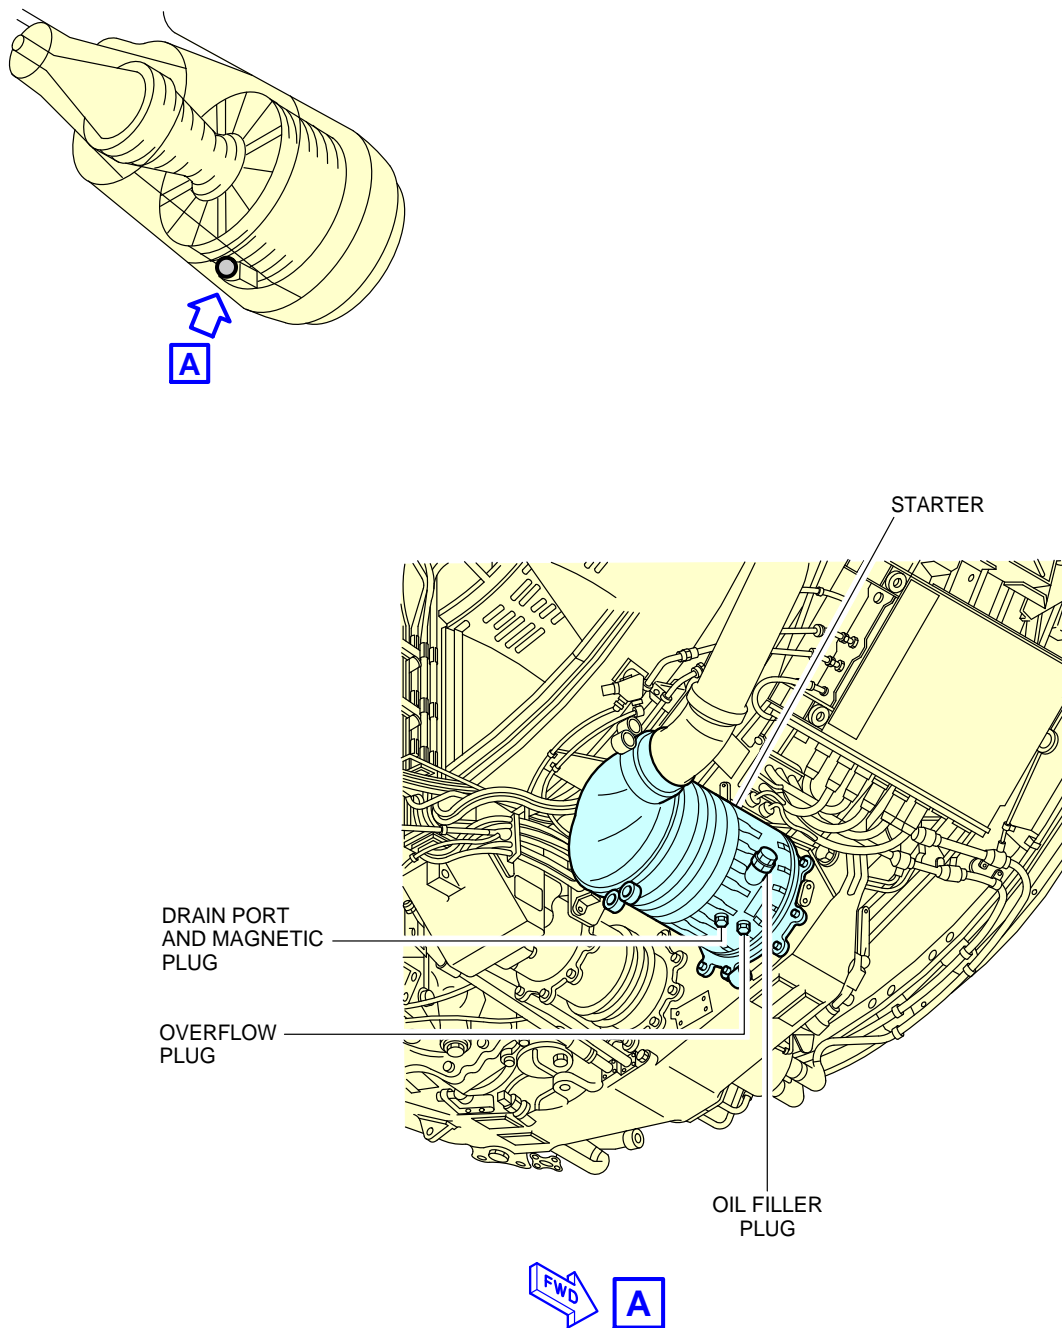 A
STARTER
DRAIN PORT
AND MAGNETIC
PLUG
OVERFLOW
PLUG
OIL FILLER
PLUG
FWD
A